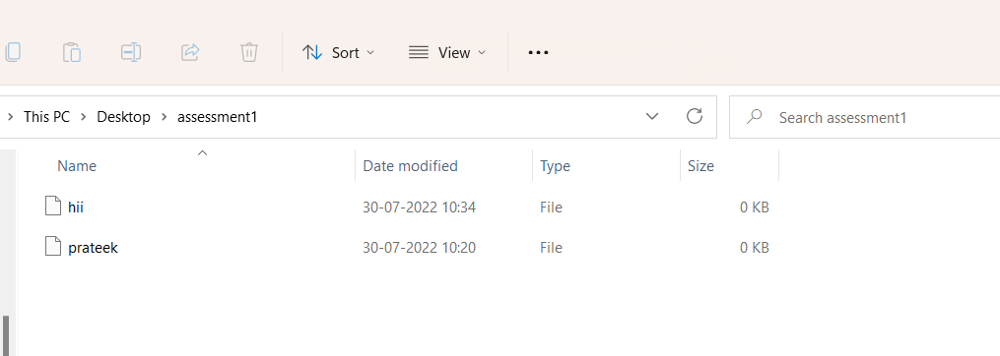 Sort View
This PC > Desktop > assessment1 Search assessment1
Name Date modified Type Size
hii 30-07-2022 10:34 File 0 KB
prateek 30-07-2022 10:20 File 0 KB